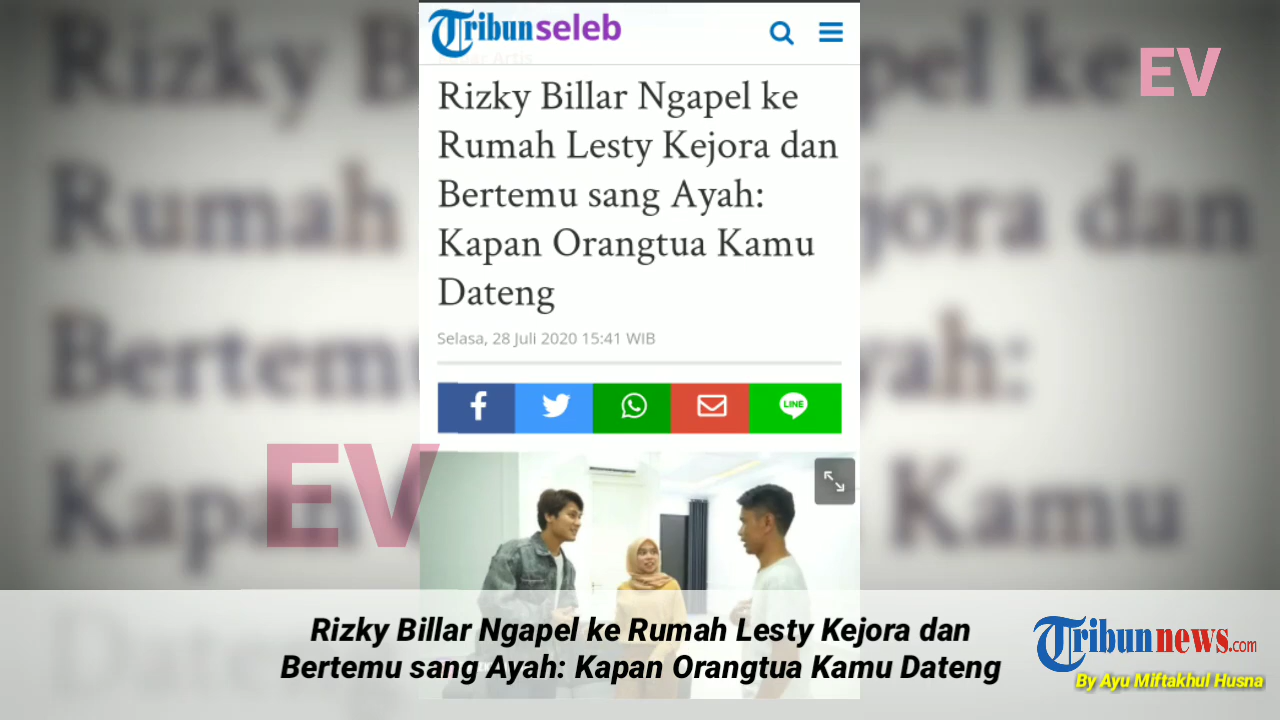 Tribunseleb
EV
Rizky Billar Ngapel ke
Rumah Lesty Kejora dan
Bertemu sang Ayah:
Kapan Orangtua Kamu
Dateng
Selasa, 28 Juli 2020 15:41 WIB
LINE
EV
Rizky Billar Ngapel ke Rumah Lesty Kejora dan
Bertemu sang Ayah: Kapan Orangtua Kamu Dateng
Tribunnews.com
By Ayu Miftakhul Husna